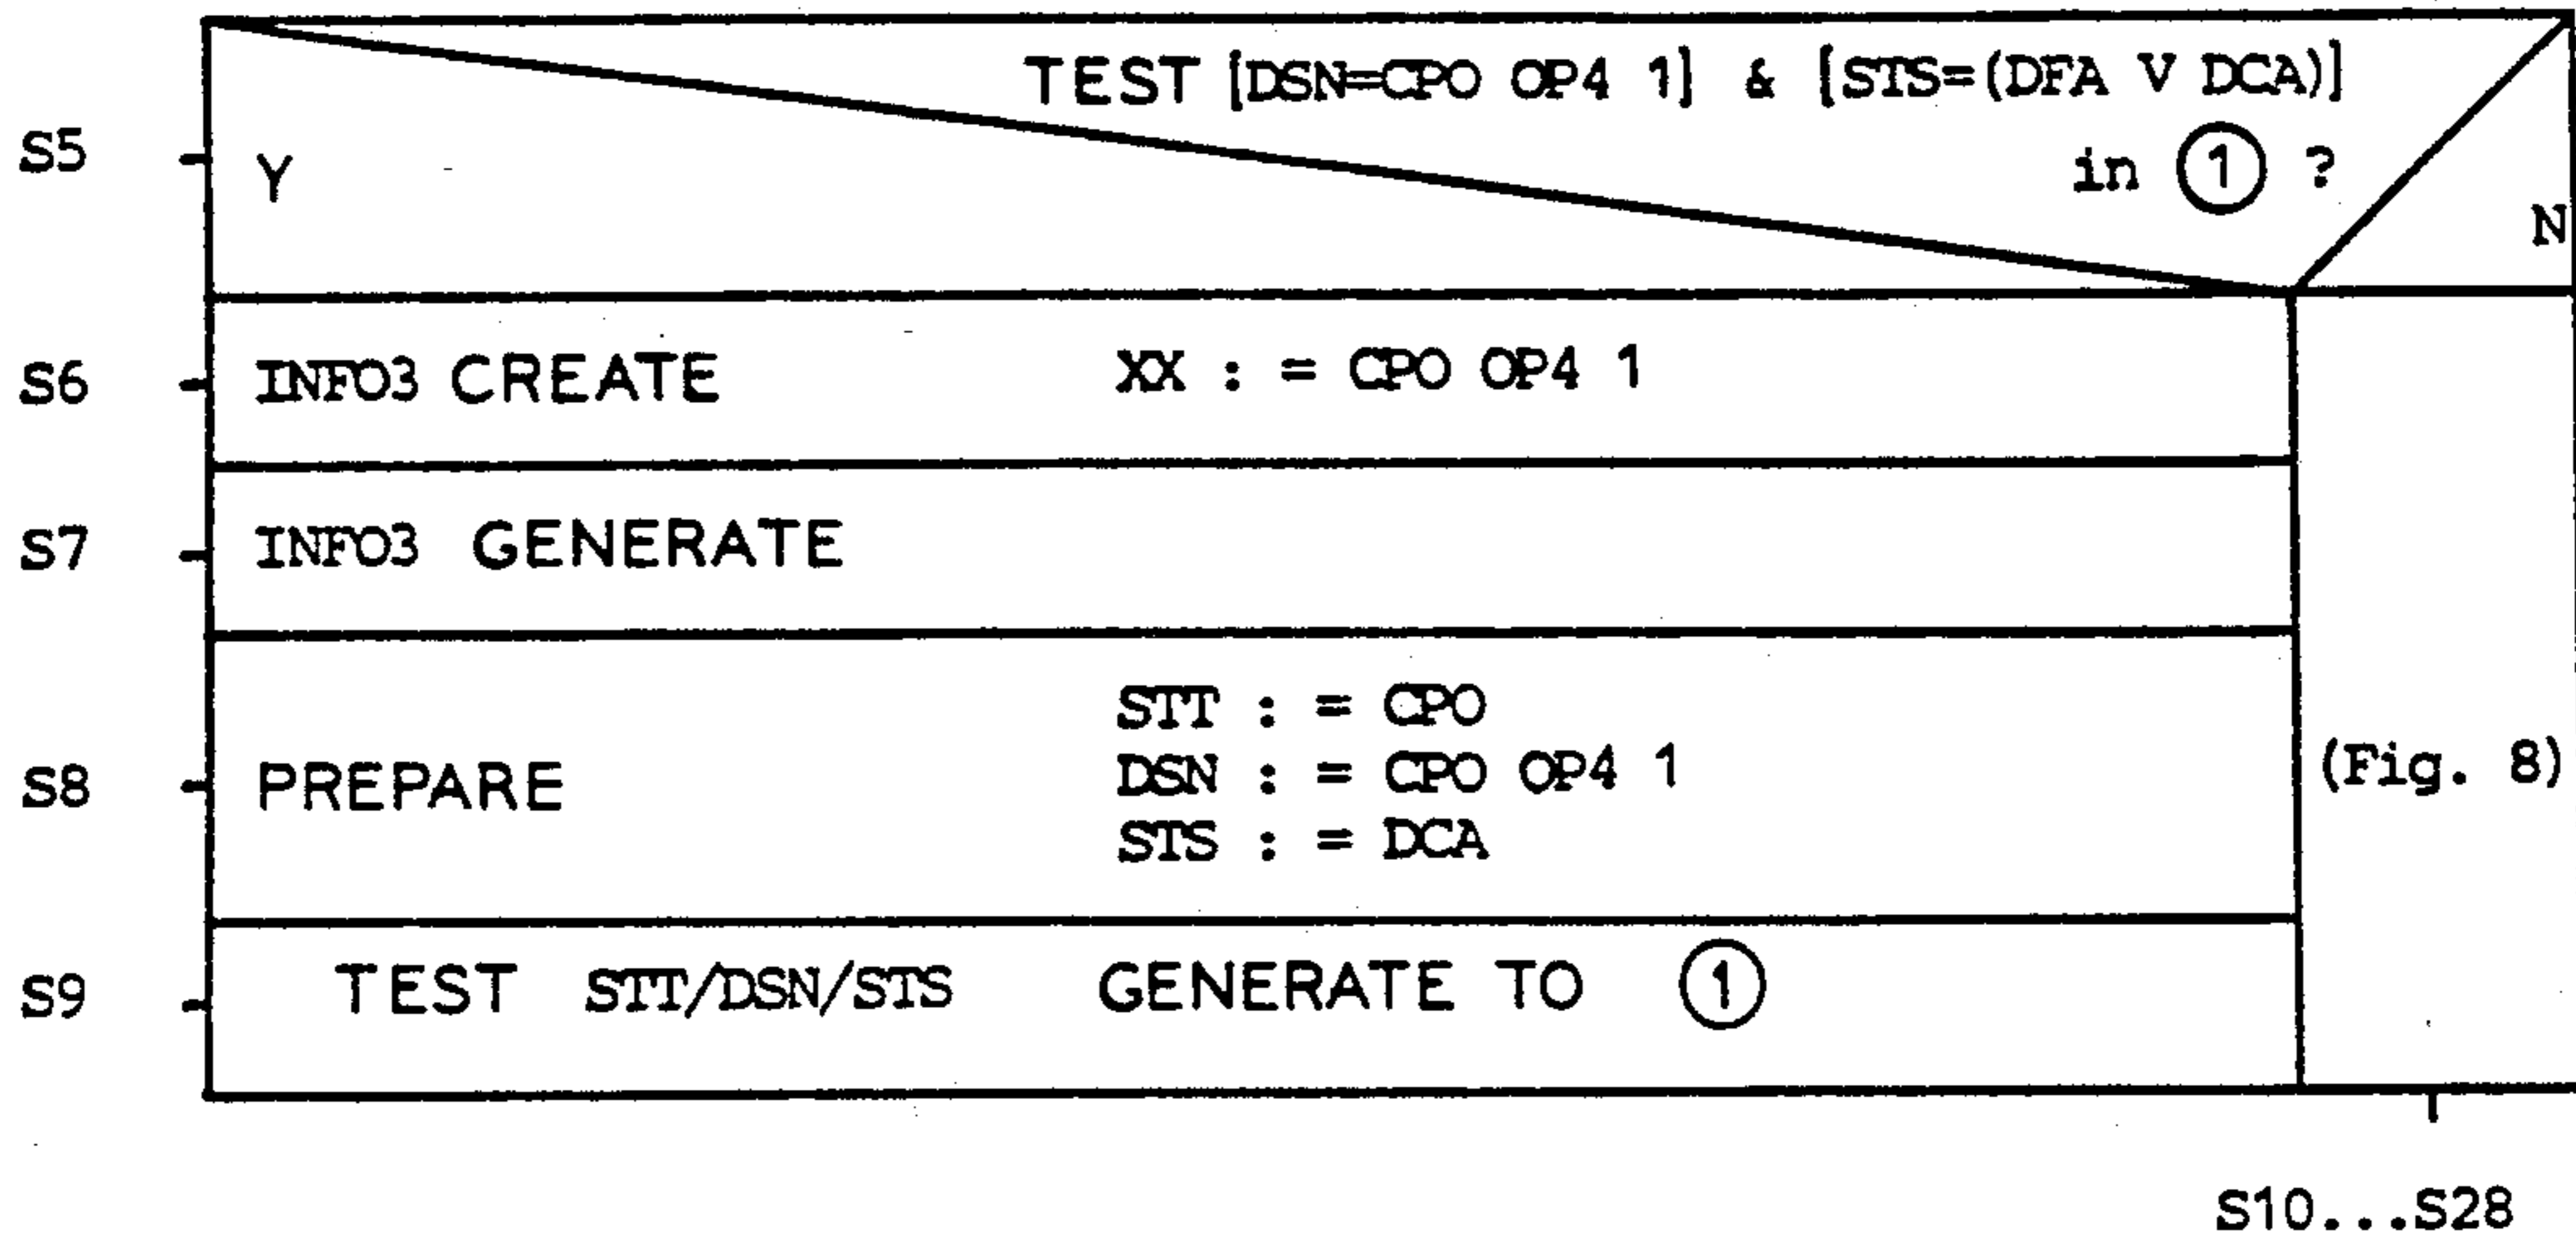 TEST [DSN=CPO OP4 1] & [STS=(DFA V DCA)]
S5 Y in 1 ?
N
S6 INFO3 CREATE XX : = CPO OP4 1
S7 INFO3 GENERATE
STT : = CPO
S8 PREPARE DSN : = CPO OP4 1 (Fig. 8)
STS : = DCA
S9 TEST STT/DSN/STS GENERATE TO 1
S10...S28